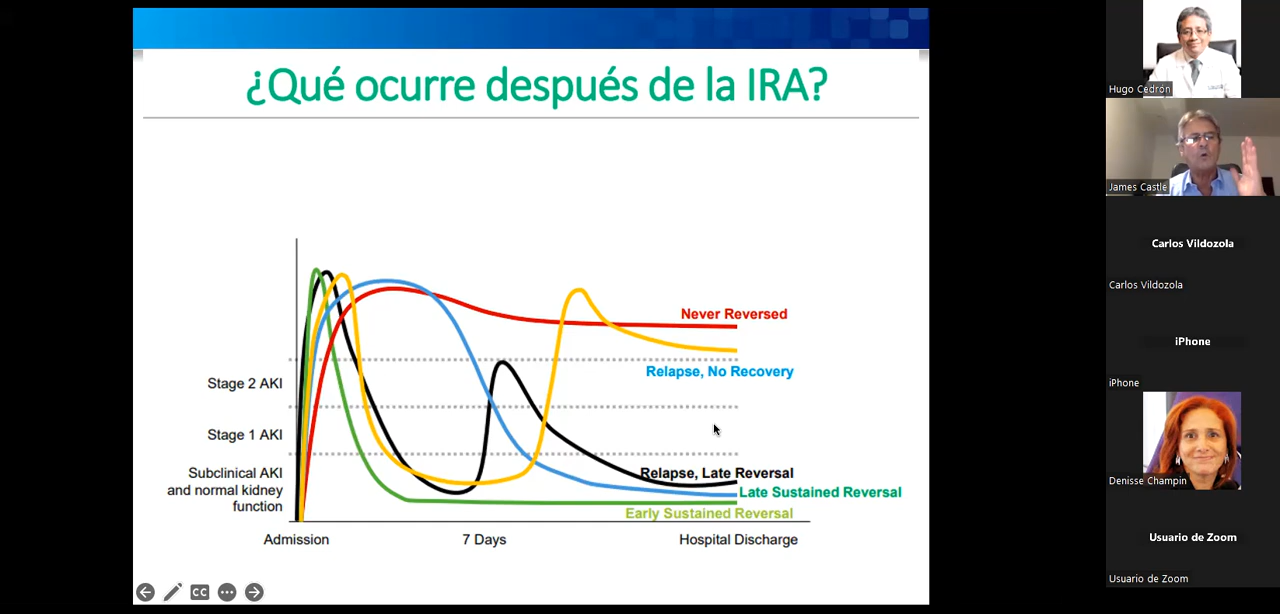 ¿Qué ocurre después de la IRA?
Never Reversed
Relapse, No Recovery
Stage 2 AKI
Stage 1 AKI
Subclinical AKI
and normal kidney
function
Relapse, Late Reversal
Late Sustained Reversal
Early Sustained Reversal
Admission
7 Days
Hospital Discharge
CC
Hugo Cedrón
James Castle
Carlos Vildozola
Carlos Vildozola
iPhone
iPhone
Denisse Champin
Usuario de Zoom
Usuario de Zoom